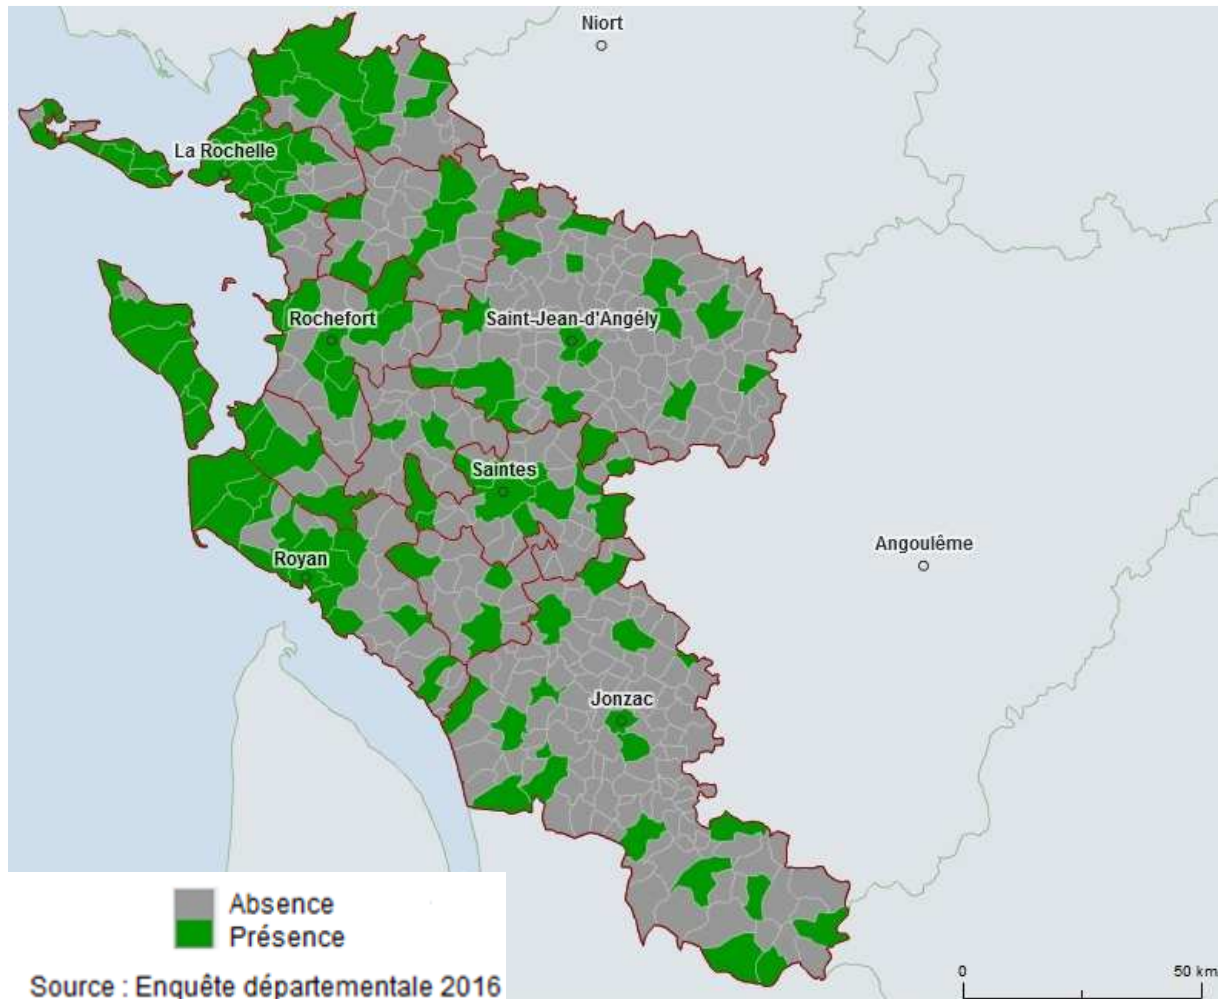 Niort
La Rochelle
Rochefort
Saint-Jean-d'Angély
Saintes
Angoulême
Royan
Jonzac
Absence
Présence
0 50 km
Source : Enquête départementale 2016